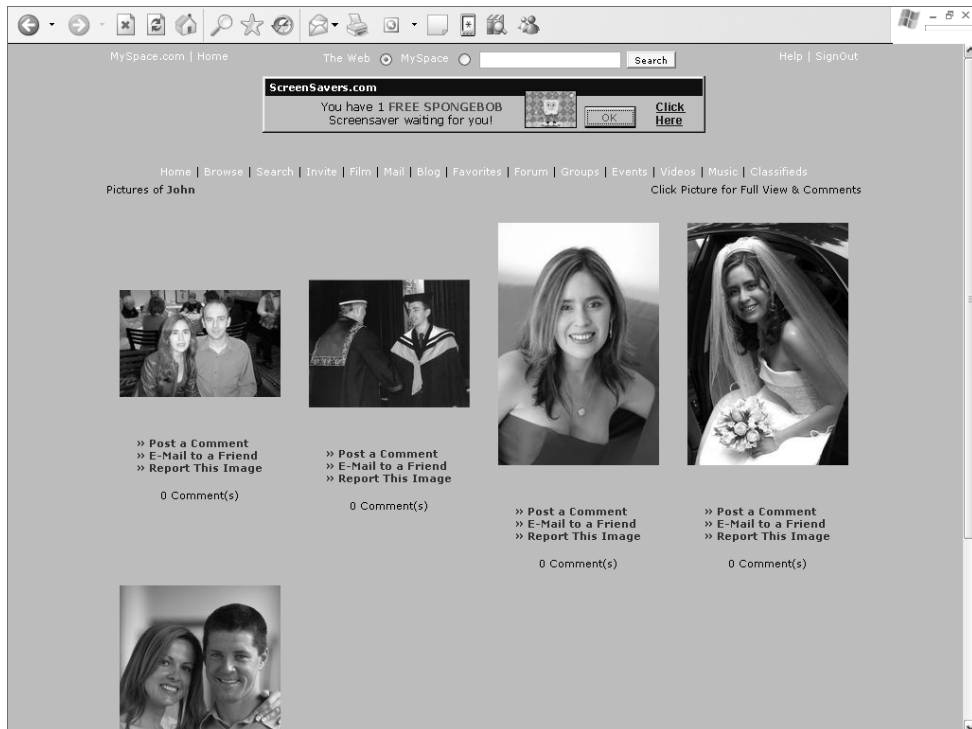 MySpace.com | Home
The Web MySpace Search
Help | SignOut
ScreenSavers.com
You have 1 FREE SPONGEBOB
Screensaver waiting for you!
OK
Click
Here
Home | Browse | Search | Invite | Film | Mail | Blog | Favorites | Forum | Groups | Events | Videos | Music | Classifieds
Pictures of John
Click Picture for Full View & Comments
» Post a Comment
» E-Mail to a Friend
» Report This Image
0 Comment(s)
» Post a Comment
» E-Mail to a Friend
» Report This Image
0 Comment(s)
» Post a Comment
» E-Mail to a Friend
» Report This Image
0 Comment(s)
» Post a Comment
» E-Mail to a Friend
» Report This Image
0 Comment(s)